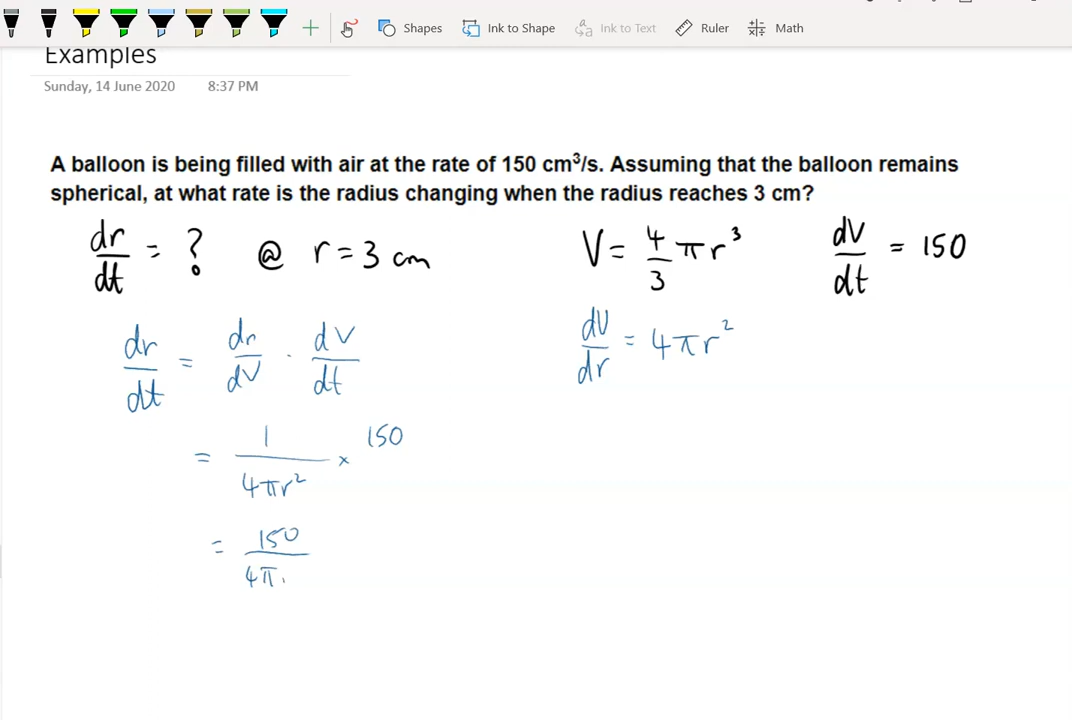 Shapes Ink to Shape Ink to Text Ruler Math
Examples
Sunday, 14 June 2020 8:37 PM
A balloon is being filled with air at the rate of 150 cm³/s. Assuming that the balloon remains
spherical, at what rate is the radius changing when the radius reaches 3 cm?
dr/dt = ? @ r = 3 cm V = 4/3 πr³ dV/dt = 150
dr/dt = dr/dV · dV/dt dV/dr = 4πr²
= 1/4πr² × 150
= 150/4π